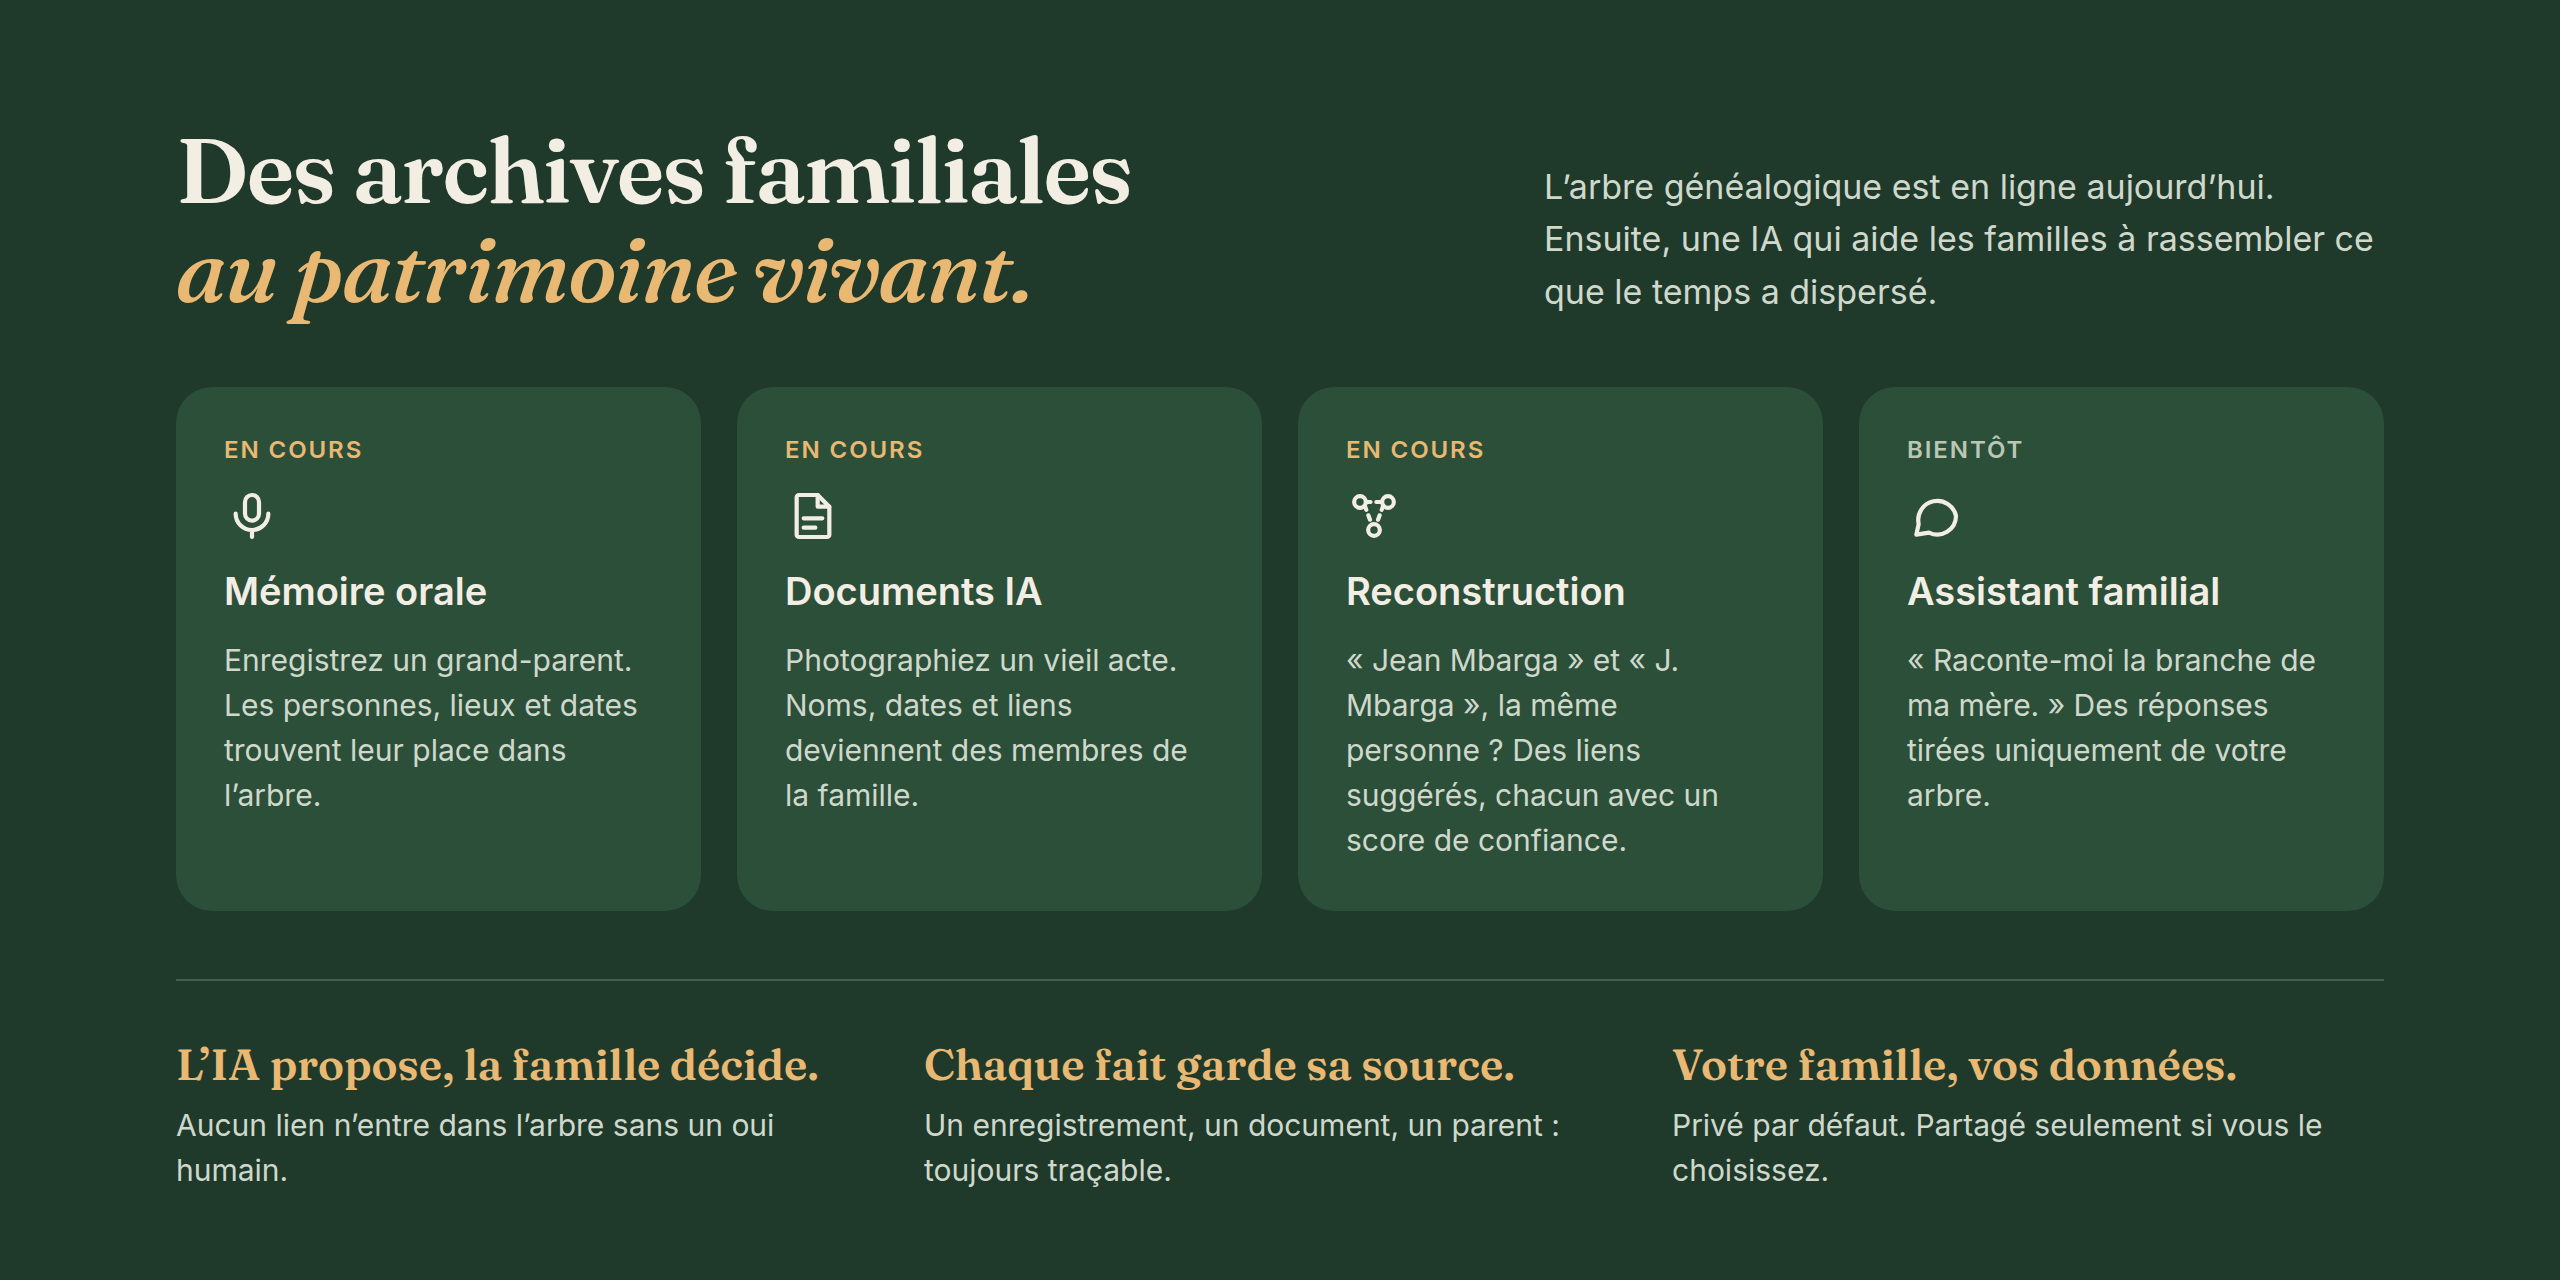 Des archives familiales
au patrimoine vivant.
L’arbre généalogique est en ligne aujourd’hui.
Ensuite, une IA qui aide les familles à rassembler ce
que le temps a dispersé.
EN COURS
Mémoire orale
Enregistrez un grand-parent.
Les personnes, lieux et dates
trouvent leur place dans
l’arbre.
EN COURS
Documents IA
Photographiez un vieil acte.
Noms, dates et liens
deviennent des membres de
la famille.
EN COURS
Reconstruction
« Jean Mbarga » et « J.
Mbarga », la même
personne ? Des liens
suggérés, chacun avec un
score de confiance.
BIENTÔT
Assistant familial
« Raconte-moi la branche de
ma mère. » Des réponses
tirées uniquement de votre
arbre.
L’IA propose, la famille décide.
Aucun lien n’entre dans l’arbre sans un oui
humain.
Chaque fait garde sa source.
Un enregistrement, un document, un parent :
toujours traçable.
Votre famille, vos données.
Privé par défaut. Partagé seulement si vous le
choisissez.